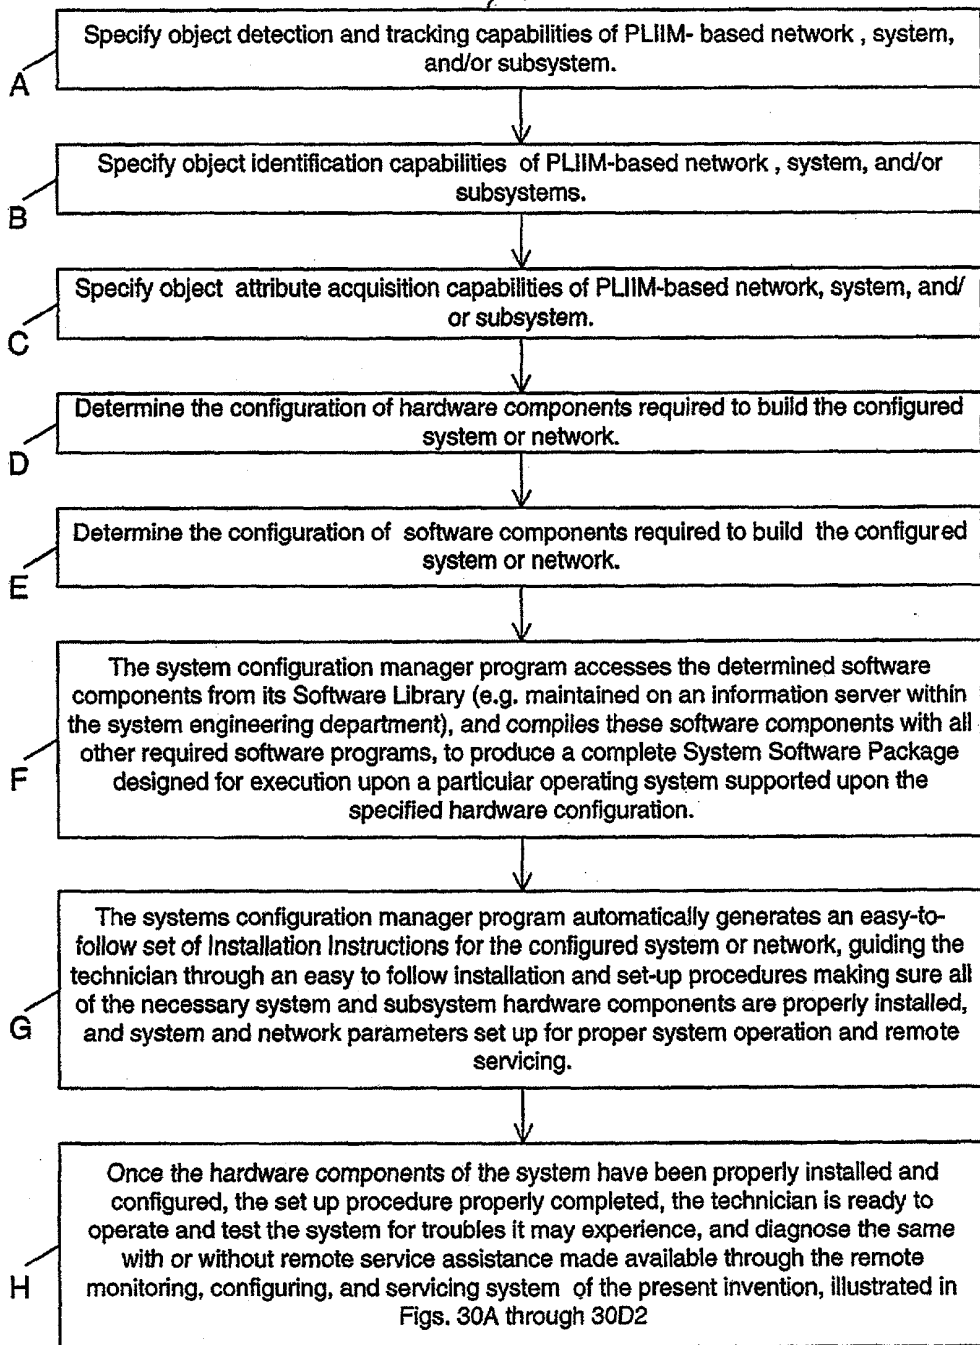 Specify object detection and tracking capabilities of PLIIM- based network , system,
and/or subsystem.
A
Specify object identification capabilities of PLIIM-based network , system, and/or
subsystems.
B
Specify object attribute acquisition capabilities of PLIIM-based network, system, and/
or subsystem.
C
Determine the configuration of hardware components required to build the configured
system or network.
D
Determine the configuration of software components required to build the configured
system or network.
E
The system configuration manager program accesses the determined software
components from its Software Library (e.g. maintained on an information server within
the system engineering department), and compiles these software components with all
other required software programs, to produce a complete System Software Package
designed for execution upon a particular operating system supported upon the
specified hardware configuration.
F
The systems configuration manager program automatically generates an easy-to-
follow set of Installation Instructions for the configured system or network, guiding the
technician through an easy to follow installation and set-up procedures making sure all
of the necessary system and subsystem hardware components are properly installed,
and system and network parameters set up for proper system operation and remote
servicing.
G
Once the hardware components of the system have been properly installed and
configured, the set up procedure properly completed, the technician is ready to
operate and test the system for troubles it may experience, and diagnose the same
with or without remote service assistance made available through the remote
monitoring, configuring, and servicing system of the present invention, illustrated in
Figs. 30A through 30D2
H